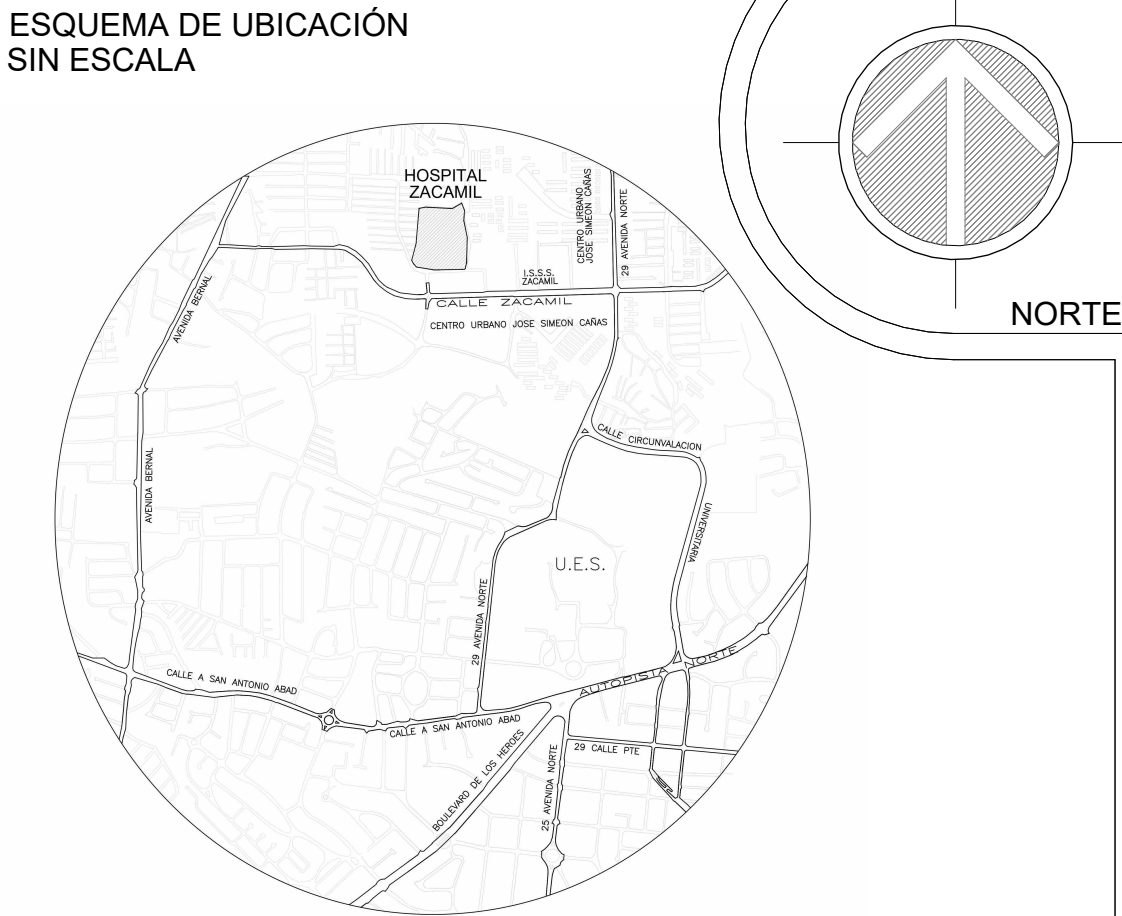 ESQUEMA DE UBICACIÓN
SIN ESCALA
NORTE
HOSPITAL
ZACAMIL
CENTRO URBANO
JOSE SIMEON CAÑAS
29 AVENIDA NORTE
I.S.S.S.
ZACAMIL
CALLE ZACAMIL
CENTRO URBANO JOSE SIMEON CAÑAS
AVENIDA BERNAL
CALLE CIRCUNVALACION
AVENIDA BERNAL
UNIVERSITARIA
U.E.S.
29 AVENIDA NORTE
AUTOPISTA NORTE
CALLE A SAN ANTONIO ABAD
CALLE A SAN ANTONIO ABAD
29 CALLE PTE
BOULEVARD DE LOS HEROES
25 AVENIDA NORTE